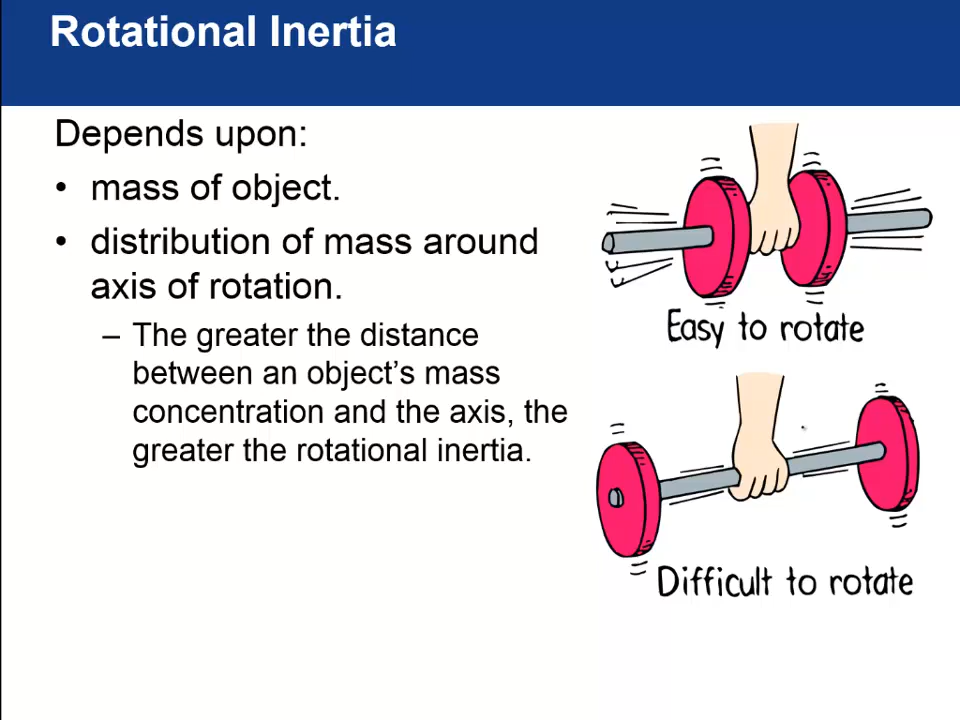 Rotational Inertia
Depends upon:
• mass of object.
• distribution of mass around
axis of rotation.
– The greater the distance
between an object’s mass
concentration and the axis, the
greater the rotational inertia.
Easy to rotate
Difficult to rotate